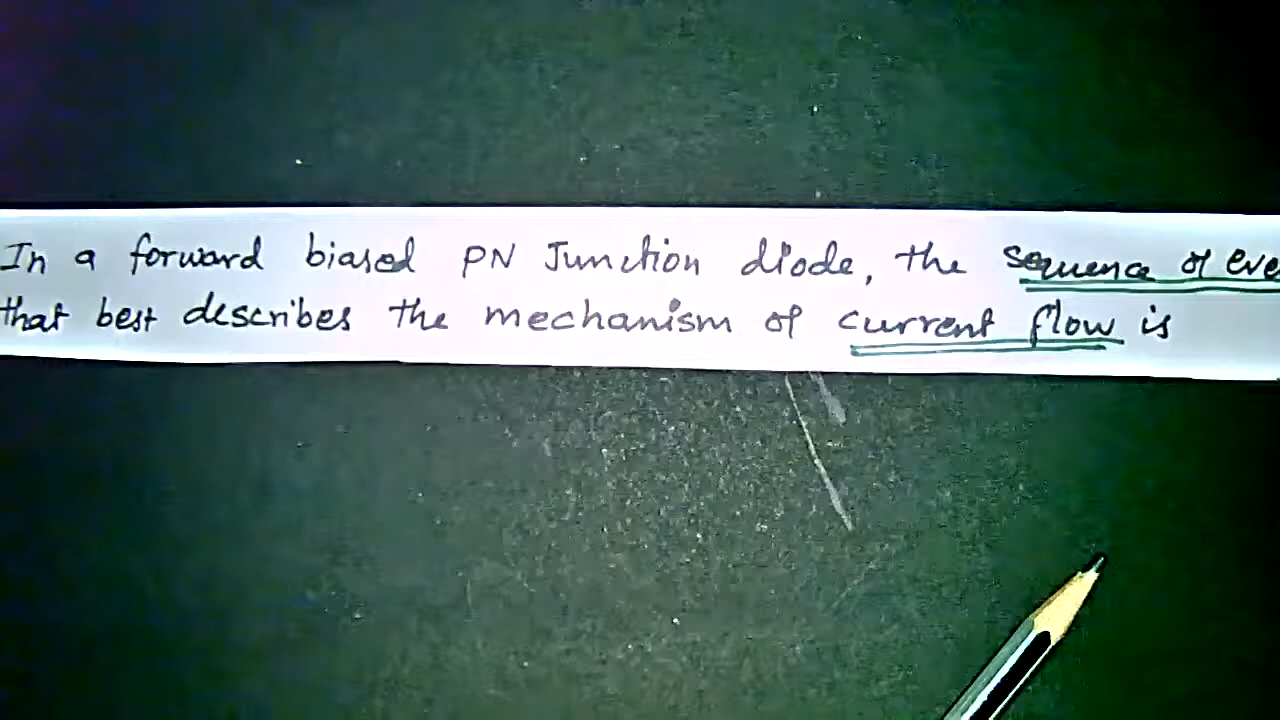 In a forward biased PN Junction diode, the sequence of eve
that best describes the mechanism of current flow is